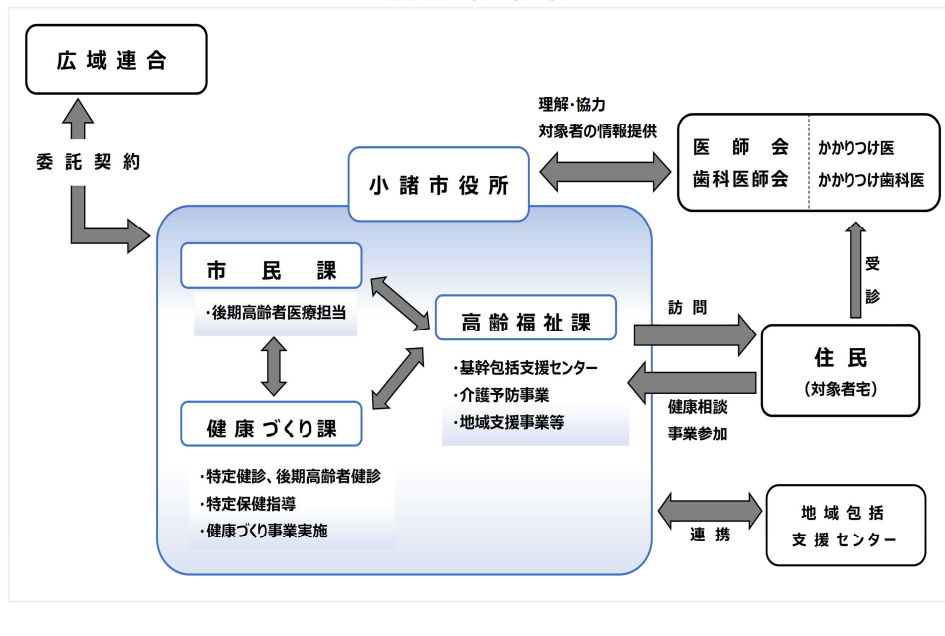 広域連合
委託契約
理解・協力
対象者の情報提供
医師会 かかりつけ医
歯科医師会 かかりつけ歯科医
小諸市役所
市民課
・後期高齢者医療担当
高齢福祉課
・基幹包括支援センター
・介護予防事業
・地域支援事業等
健康づくり課
・特定健診、後期高齢者健診
・特定保健指導
・健康づくり事業実施
訪問
健康相談
事業参加
受診
住民
(対象者宅)
連携
地域包括
支援センター